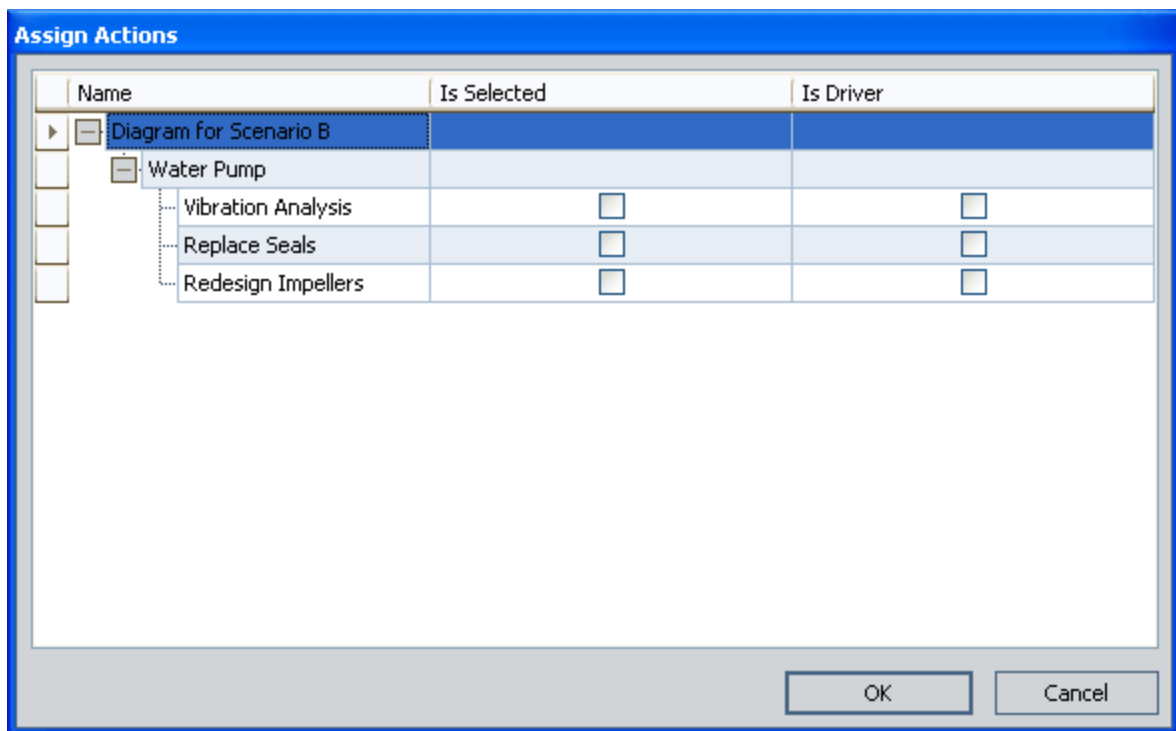 Assign Actions
Name Is Selected Is Driver
Diagram for Scenario B
Water Pump
Vibration Analysis
Replace Seals
Redesign Impellers
OK Cancel